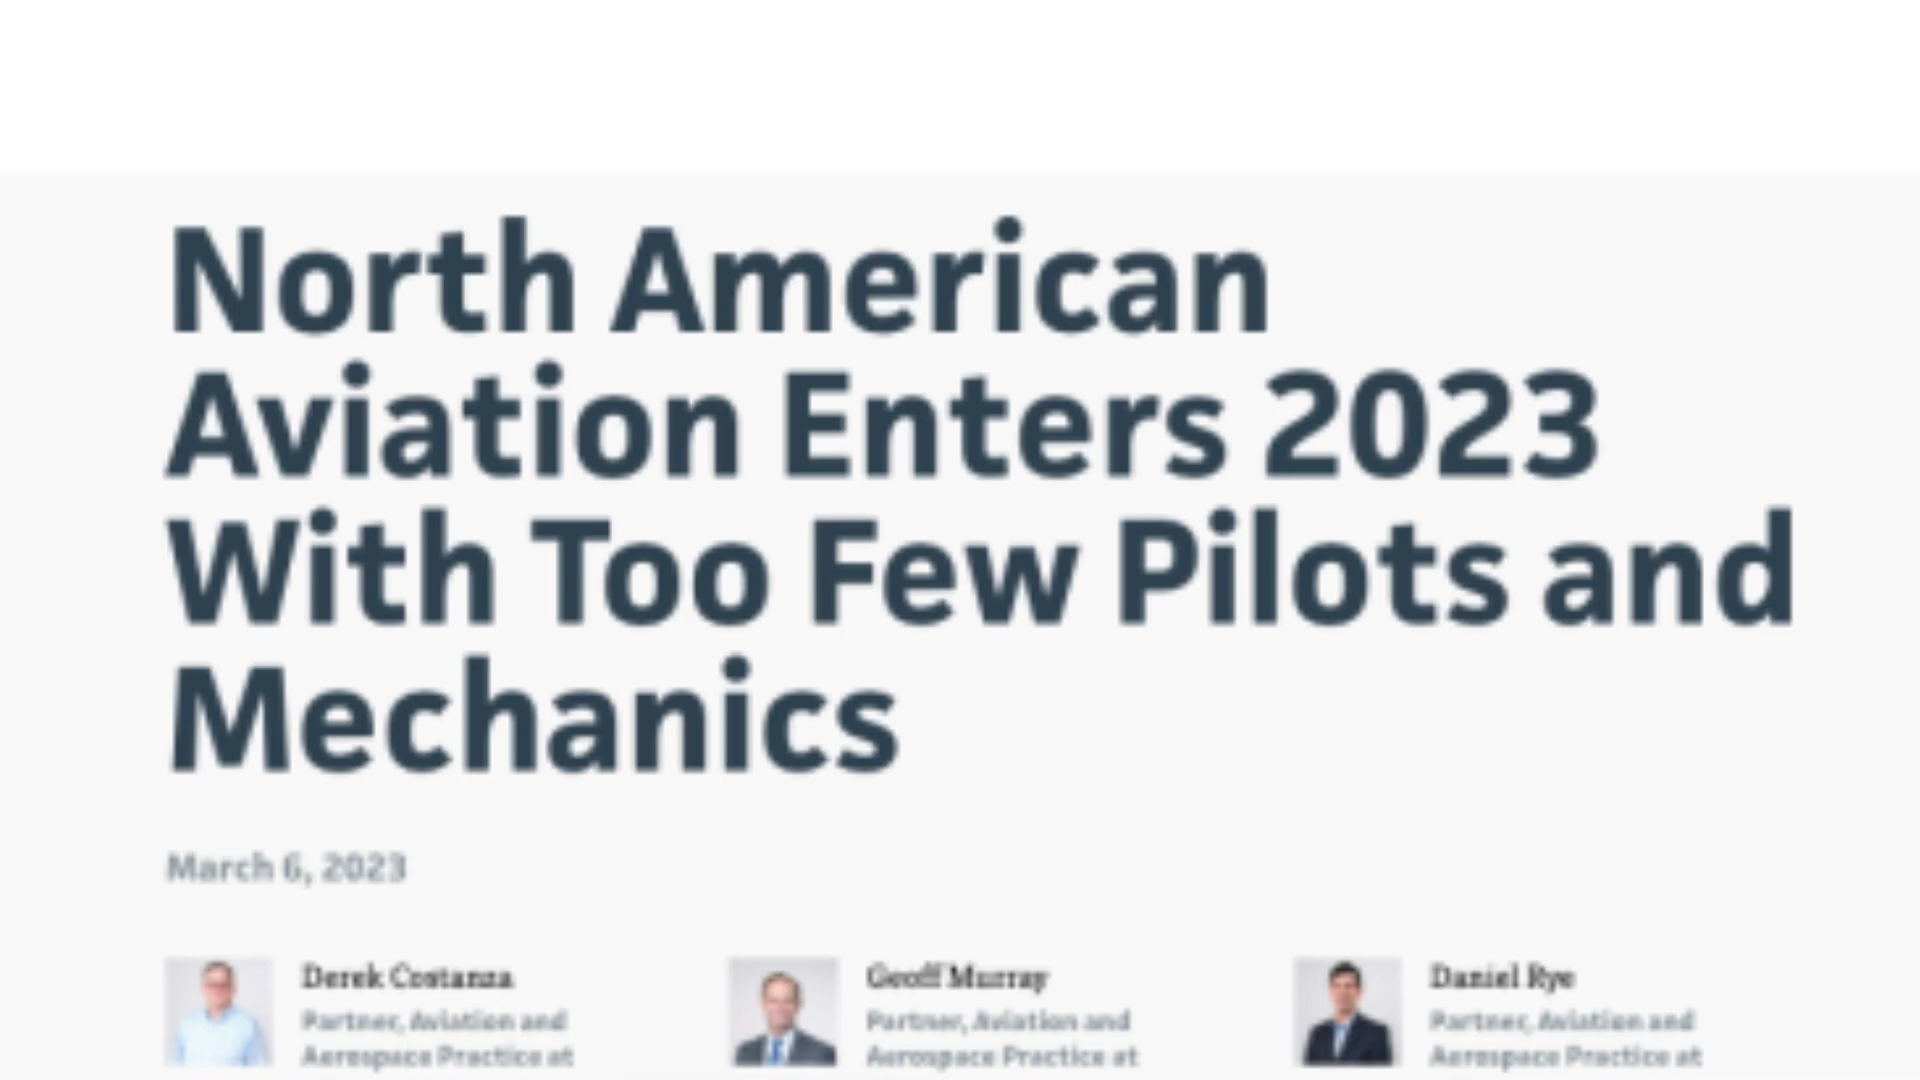 North American
Aviation Enters 2023
With Too Few Pilots and
Mechanics
March 6, 2023
Derek Costanza
Partner, Aviation and
Aerospace Practice at
Geoff Murray
Partner, Aviation and
Aerospace Practice at
Daniel Rye
Partner, Aviation and
Aerospace Practice at